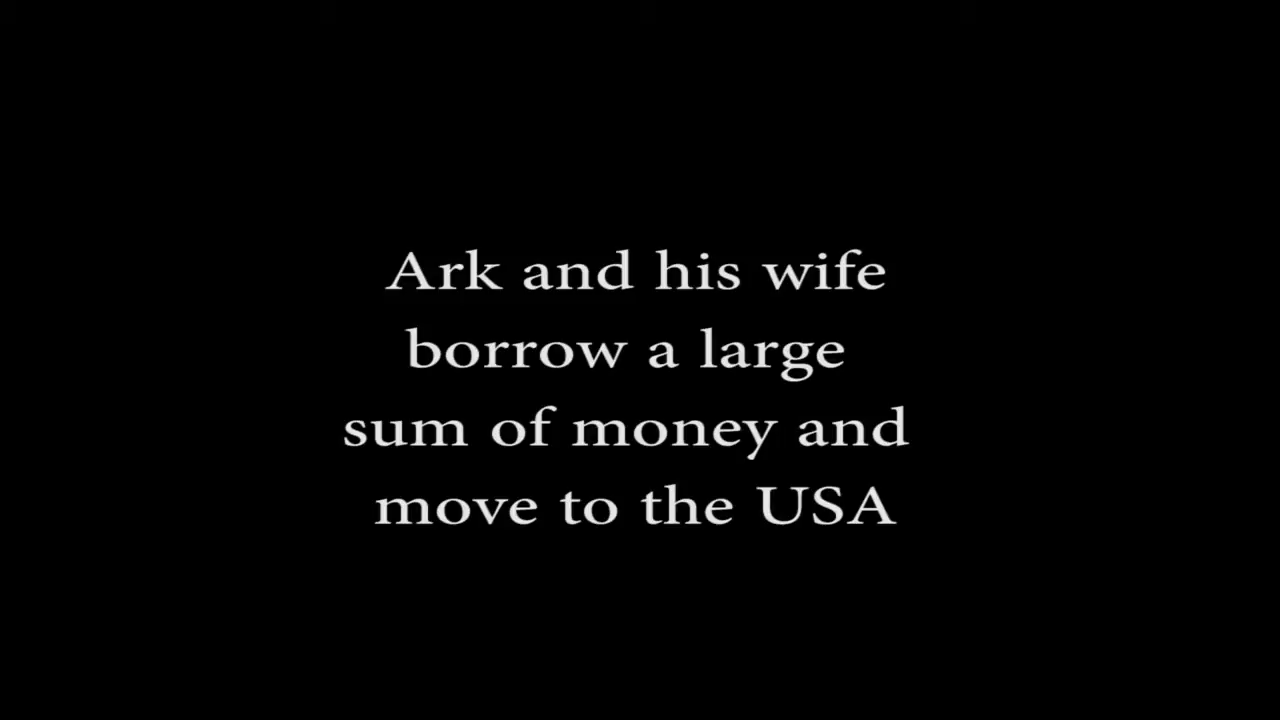 Ark and his wife
borrow a large
sum of money and
move to the USA